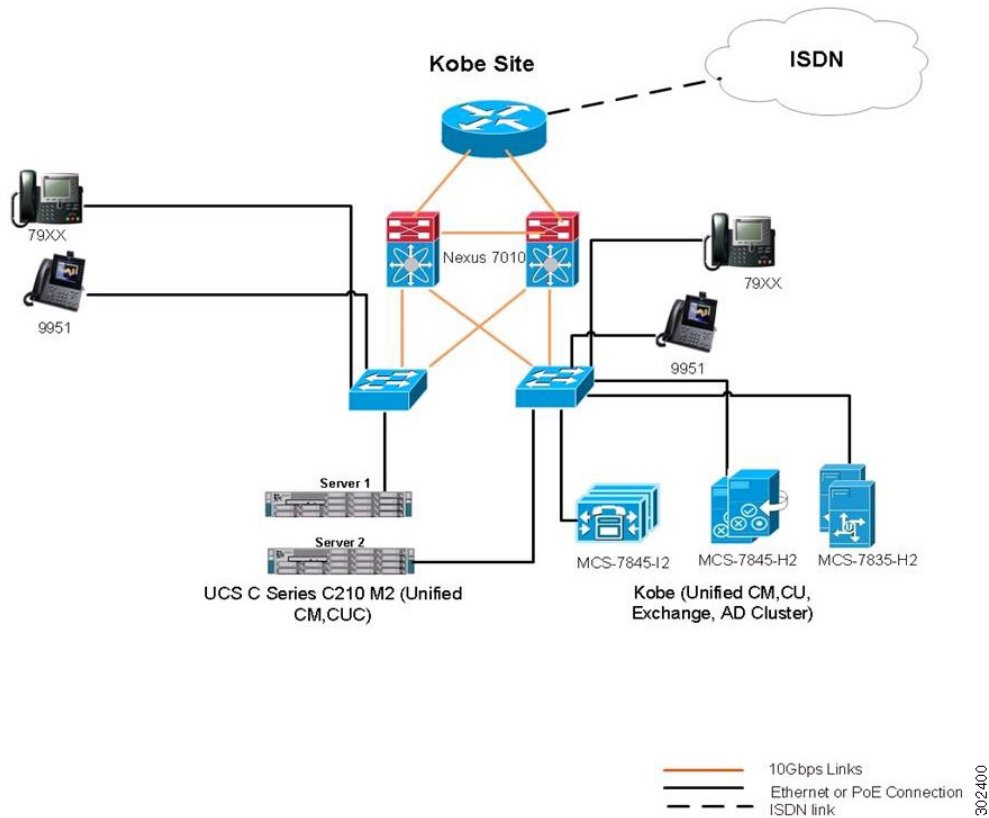 Kobe Site
ISDN
79XX
9951
Nexus 7010
79XX
9951
Server 1
Server 2
UCS C Series C210 M2 (Unified
CM,CUC)
MCS-7845-I2
MCS-7845-H2
MCS-7835-H2
Kobe (Unified CM,CU,
Exchange, AD Cluster)
10Gbps Links
Ethernet or PoE Connection
ISDN link
302400